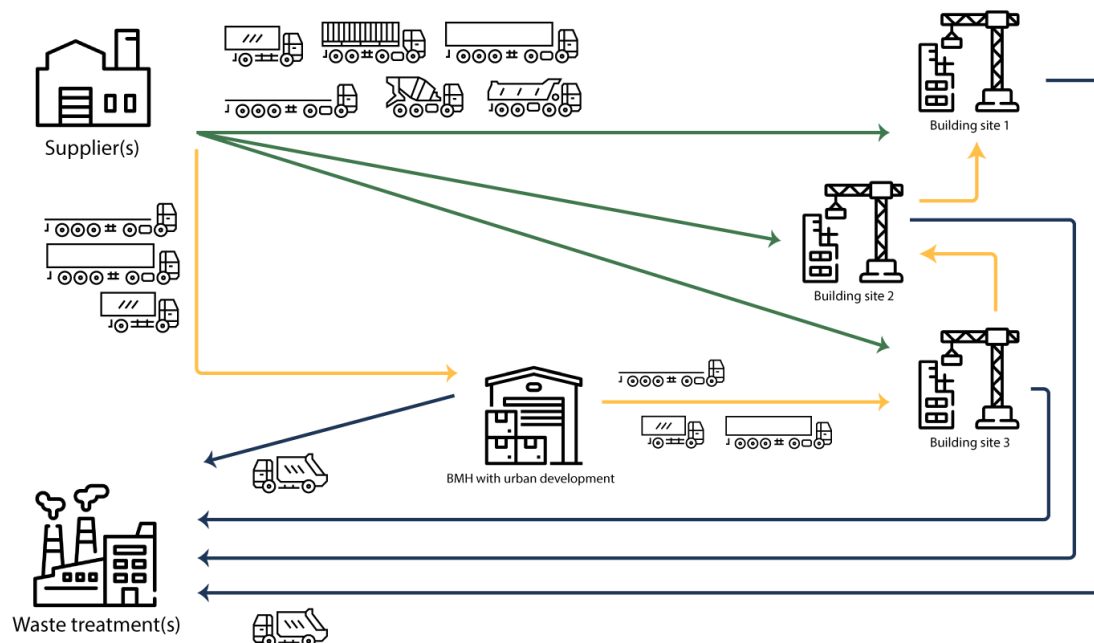 Supplier(s)
Building site 1
Building site 2
Building site 3
BMH with urban development
Waste treatment(s)